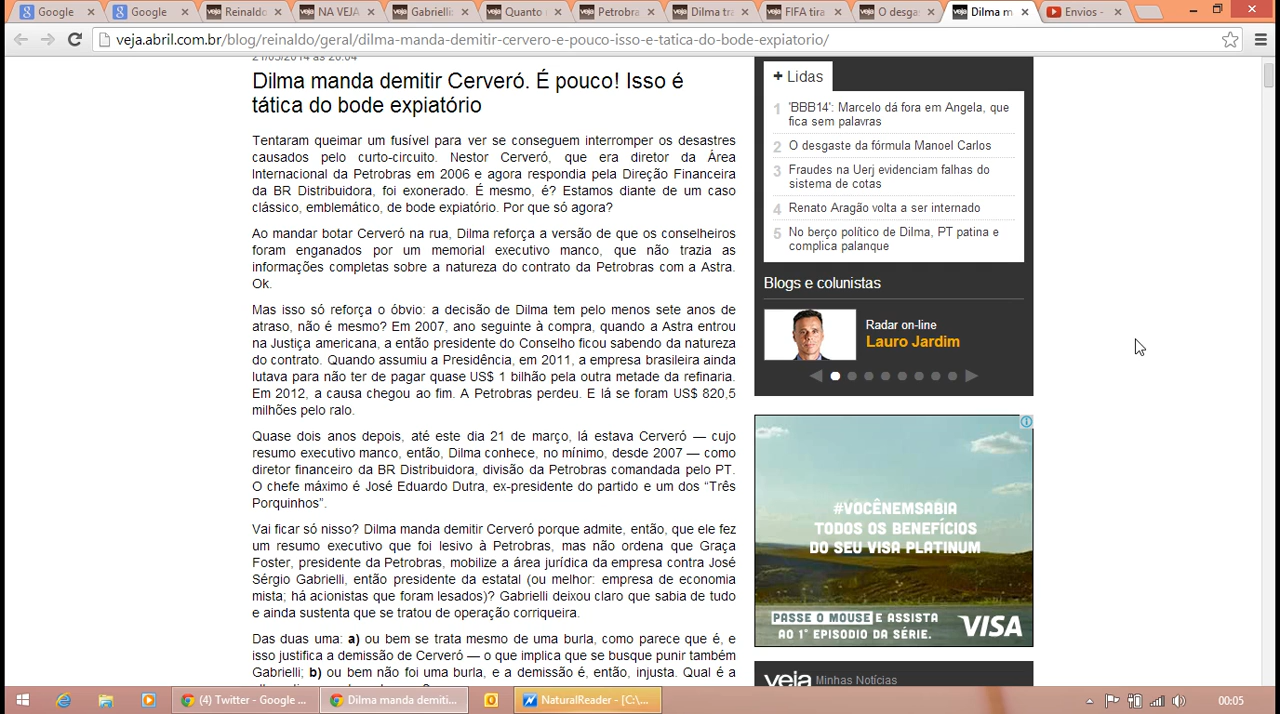 Google
Google
Reinaldo
NA VEJA
Gabrielli
Quanto
Petrobra
Dilma tra
FIFA tira
O desga
Dilma m
Envios -
veja.abril.com.br/blog/reinaldo/geral/dilma-manda-demitir-cervero-e-pouco-isso-e-tatica-do-bode-expiatorio/
Dilma manda demitir Cerveró. É pouco! Isso é
tática do bode expiatório
Tentaram queimar um fusível para ver se conseguem interromper os desastres
causados pelo curto-circuito. Nestor Cerveró, que era diretor da Área
Internacional da Petrobras em 2006 e agora respondia pela Direção Financeira
da BR Distribuidora, foi exonerado. É mesmo, é? Estamos diante de um caso
clássico, emblemático, de bode expiatório. Por que só agora?
Ao mandar botar Cerveró na rua, Dilma reforça a versão de que os conselheiros
foram enganados por um memorial executivo manco, que não trazia as
informações completas sobre a natureza do contrato da Petrobras com a Astra.
Ok.
Mas isso só reforça o óbvio: a decisão de Dilma tem pelo menos sete anos de
atraso, não é mesmo? Em 2007, ano seguinte à compra, quando a Astra entrou
na Justiça americana, a então presidente do Conselho ficou sabendo da natureza
do contrato. Quando assumiu a Presidência, em 2011, a empresa brasileira ainda
lutava para não ter de pagar quase US$ 1 bilhão pela outra metade da refinaria.
Em 2012, a causa chegou ao fim. A Petrobras perdeu. E lá se foram US$ 820,5
milhões pelo ralo.
Quase dois anos depois, até este dia 21 de março, lá estava Cerveró — cujo
resumo executivo manco, então, Dilma conhece, no mínimo, desde 2007 — como
diretor financeiro da BR Distribuidora, divisão da Petrobras comandada pelo PT.
O chefe máximo é José Eduardo Dutra, ex-presidente do partido e um dos “Três
Porquinhos”.
Vai ficar só nisso? Dilma manda demitir Cerveró porque admite, então, que ele fez
um resumo executivo que foi lesivo à Petrobras, mas não ordena que Graça
Foster, presidente da Petrobras, mobilize a área jurídica da empresa contra José
Sérgio Gabrielli, então presidente da estatal (ou melhor: empresa de economia
mista; há acionistas que foram lesados)? Gabrielli deixou claro que sabia de tudo
e ainda sustenta que se tratou de operação corriqueira.
Das duas uma: a) ou bem se trata mesmo de uma burla, como parece que é, e
isso justifica a demissão de Cerveró — o que implica que se busque punir também
Gabrielli; b) ou bem não foi uma burla, e a demissão é, então, injusta. Qual é a
+ Lidas
1 'BBB14': Marcelo dá fora em Angela, que
fica sem palavras
2 O desgaste da fórmula Manoel Carlos
3 Fraudes na Uerj evidenciam falhas do
sistema de cotas
4 Renato Aragão volta a ser internado
5 No berço político de Dilma, PT patina e
complica palanque
Blogs e colunistas
Radar on-line
Lauro Jardim
#VOCÊNEMSABIA
TODOS OS BENEFÍCIOS
DO SEU VISA PLATINUM
PASSE O MOUSE E ASSISTA
AO 1° EPISODIO DA SÉRIE.
VISA
veja Minhas Notícias
(4) Twitter - Google ...
Dilma manda demiti...
NaturalReader - [C:\...
00:05